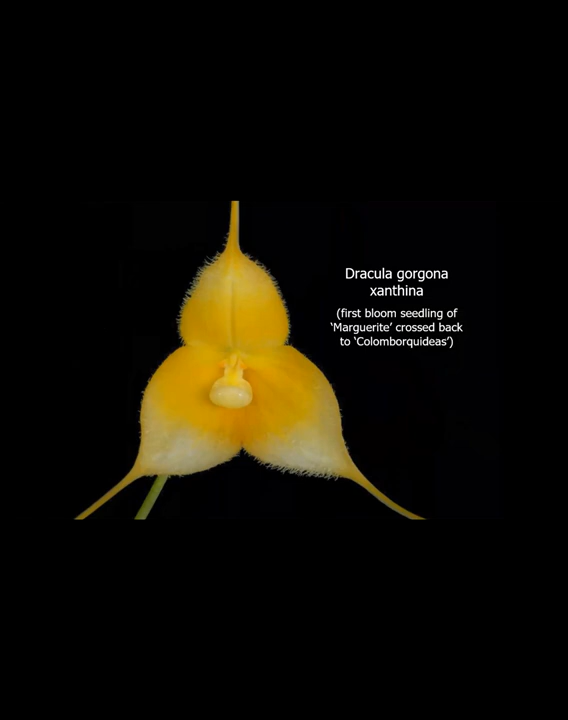 Dracula gorgona
xanthina
(first bloom seedling of
‘Marguerite’ crossed back
to ‘Colomborquideas’)